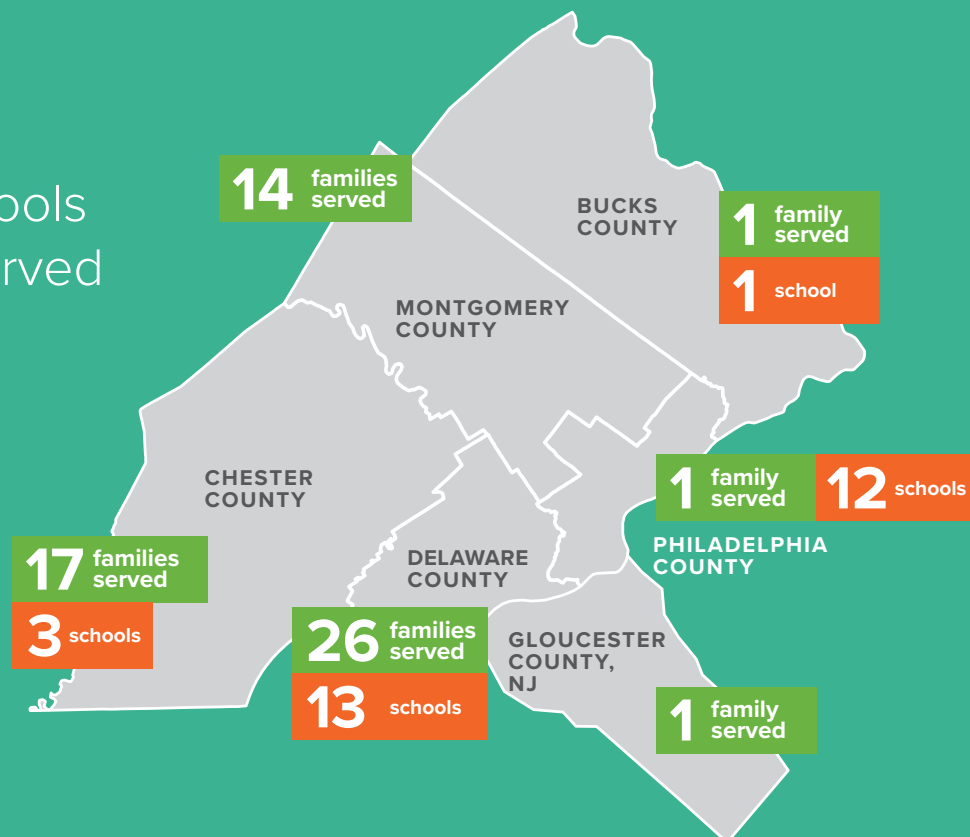 ools
rved
14 families
served
BUCKS
COUNTY
1 family
served
1 school
MONTGOMERY
COUNTY
CHESTER
COUNTY
1 family
served
12 schools
PHILADELPHIA
COUNTY
17 families
served
3 schools
DELAWARE
COUNTY
26 families
served
13 schools
GLOUCESTER
COUNTY,
NJ
1 family
served